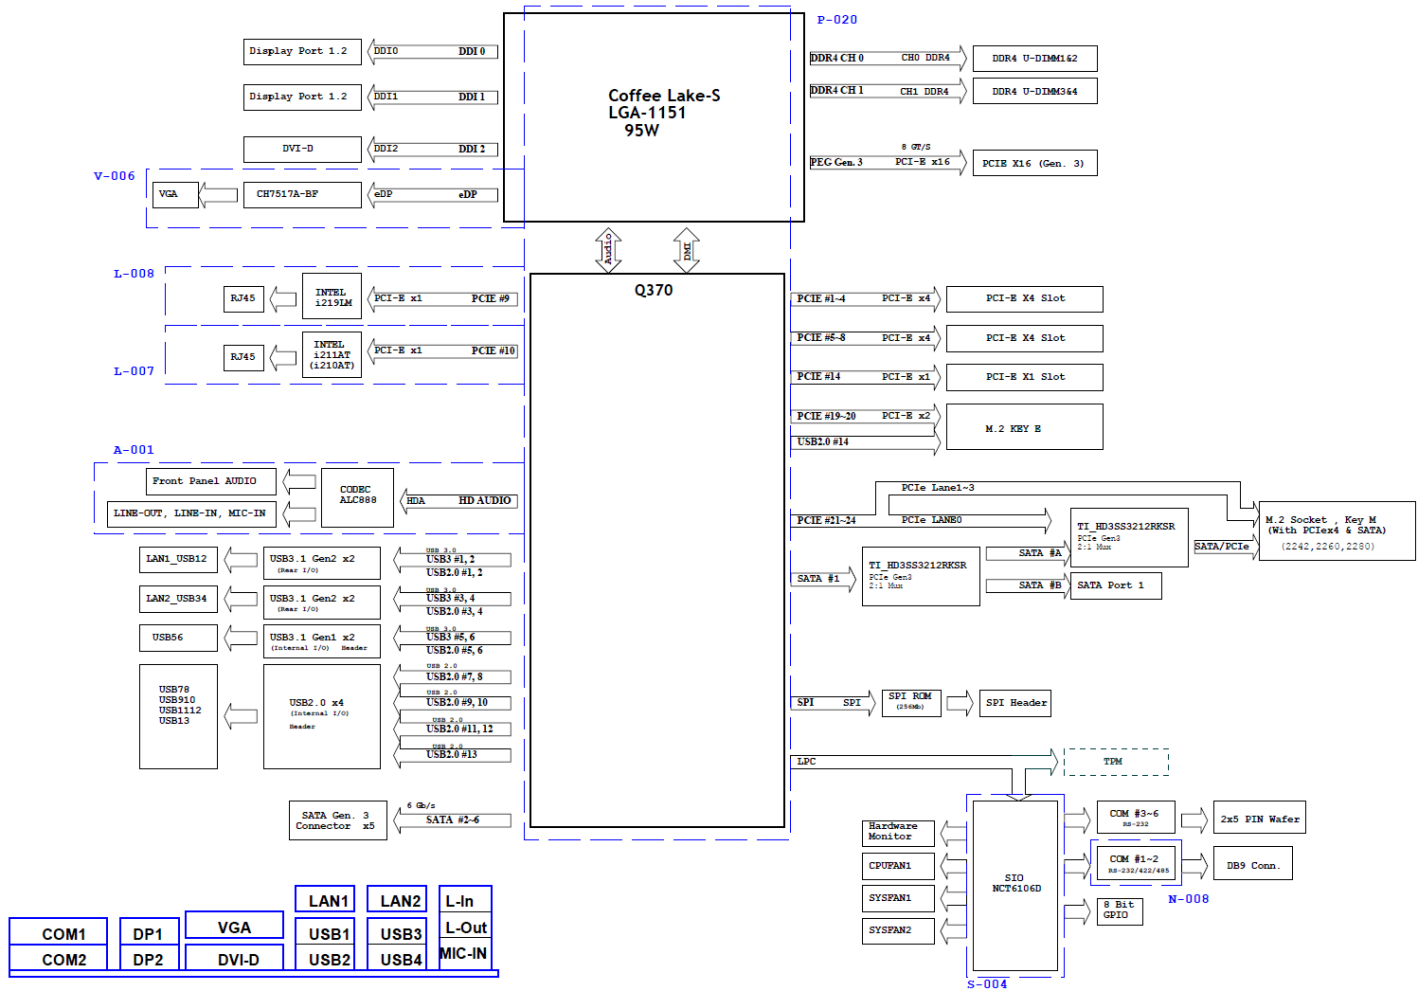 P-020
Display Port 1.2
DDI0
DDI 0
Display Port 1.2
DDI1
DDI 1
DVI-D
DDI2
DDI 2
V-006
VGA
CH7517A-BF
eDP
eDP
Coffee Lake-S
LGA-1151
95W
DDR4 CH 0
CH0 DDR4
DDR4 U-DIMM1&2
DDR4 CH 1
CH1 DDR4
DDR4 U-DIMM3&4
8 GT/S
PEG Gen. 3
PCI-E x16
PCIE X16 (Gen. 3)
Audio
DMI
Q370
L-008
RJ45
INTEL
i219LM
PCI-E x1
PCIE #9
RJ45
INTEL
i211AT
(i210AT)
PCI-E x1
PCIE #10
L-007
A-001
Front Panel AUDIO
LINE-OUT, LINE-IN, MIC-IN
CODEC
ALC888
HDA
HD AUDIO
LAN1_USB12
USB3.1 Gen2 x2
(Rear I/O)
USB 3.0
USB3 #1, 2
USB2.0 #1, 2
LAN2_USB34
USB3.1 Gen2 x2
(Rear I/O)
USB 3.0
USB3 #3, 4
USB2.0 #3, 4
USB56
USB3.1 Gen1 x2
(Internal I/O) Header
USB 3.0
USB3 #5, 6
USB2.0 #5, 6
USB78
USB910
USB1112
USB13
USB2.0 x4
(Internal I/O)
Header
USB 2.0
USB2.0 #7, 8
USB 2.0
USB2.0 #9, 10
USB 2.0
USB2.0 #11, 12
USB 2.0
USB2.0 #13
SATA Gen. 3
Connector x5
6 Gb/s
SATA #2~6
PCIE #1~4
PCI-E x4
PCI-E X4 Slot
PCIE #5~8
PCI-E x4
PCI-E X4 Slot
PCIE #14
PCI-E x1
PCI-E X1 Slot
PCIE #19~20
PCI-E x2
USB2.0 #14
M.2 KEY E
PCIe Lane1~3
PCIE #21~24
PCIe LANE0
TI_HD3SS3212RKSR
PCIe Gen3
2:1 Mux
SATA/PCIe
M.2 Socket , Key M
(With PCIex4 & SATA)
(2242,2260,2280)
SATA #1
TI_HD3SS3212RKSR
PCIe Gen3
2:1 Mux
SATA #A
SATA #B
SATA Port 1
SPI
SPI
SPI ROM
(256Mb)
SPI Header
LPC
TPM
Hardware
Monitor
CPUFAN1
SYSFAN1
SYSFAN2
SIO
NCT6106D
COM #3~6
RS-232
2x5 PIN Wafer
COM #1~2
RS-232/422/485
DB9 Conn.
N-008
8 Bit
GPIO
S-004
COM1
COM2
DP1
DP2
VGA
DVI-D
LAN1
USB1
USB2
LAN2
USB3
USB4
L-In
L-Out
MIC-IN